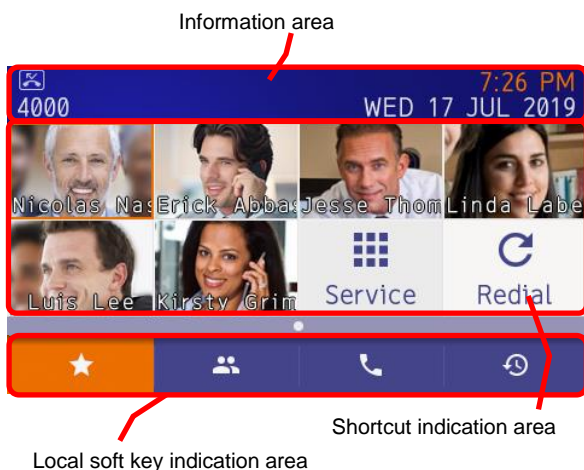 Information area
7:26 PM
4000 WED 17 JUL 2019
Nicolas Nas Erick Abbas Jesse Thom Linda Labe
Luis Lee Kirsty Grim Service Redial
Shortcut indication area
Local soft key indication area